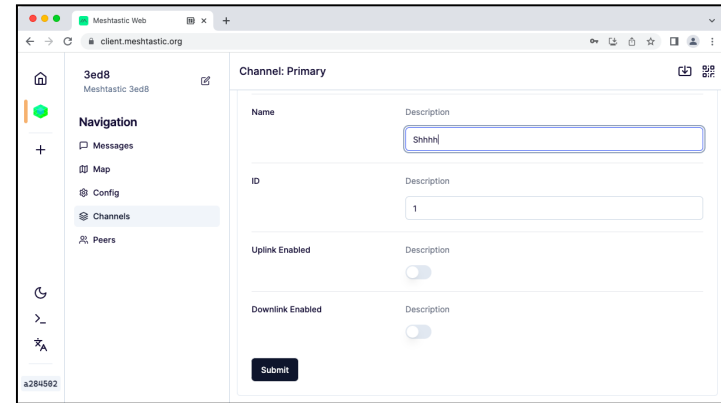 Meshtastic Web
client.meshtastic.org
3ed8
Meshtastic 3ed8
Navigation
Messages
Map
Config
Channels
Peers
a284502
Channel: Primary
Name
Description
Shhhh
ID
Description
1
Uplink Enabled
Description
Downlink Enabled
Description
Submit